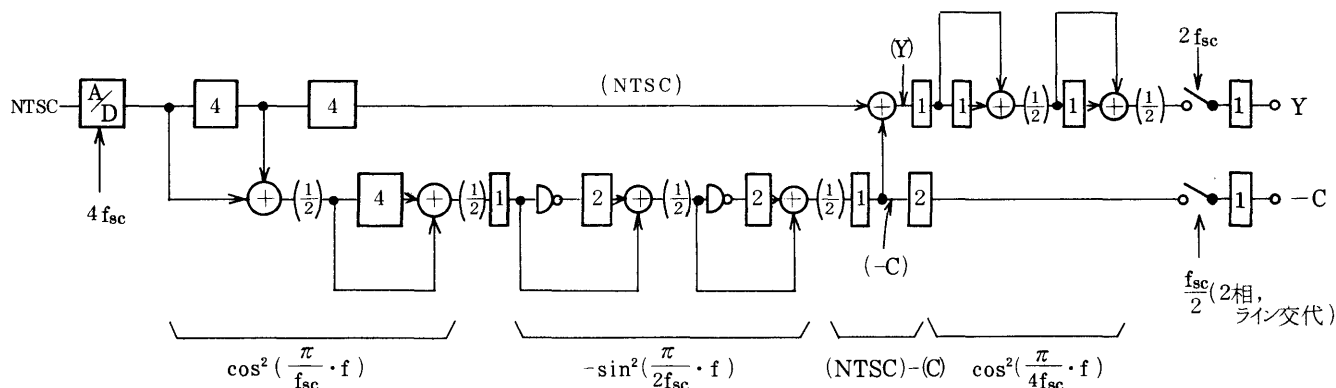 2 fsc
(Y)
NTSC
A/D
4
4
(NTSC)
+
1
1
+
(1/2)
1
+
(1/2)
1
Y
4 fsc
+
(1/2)
4
+
(1/2)
1
2
+
(1/2)
2
+
(1/2)
1
2
1
−C
(−C)
fsc/2 (2相,
ライン交代)
cos²(π/fsc・f)
−sin²(π/2fsc・f)
(NTSC)−(C)
cos²(π/4fsc・f)